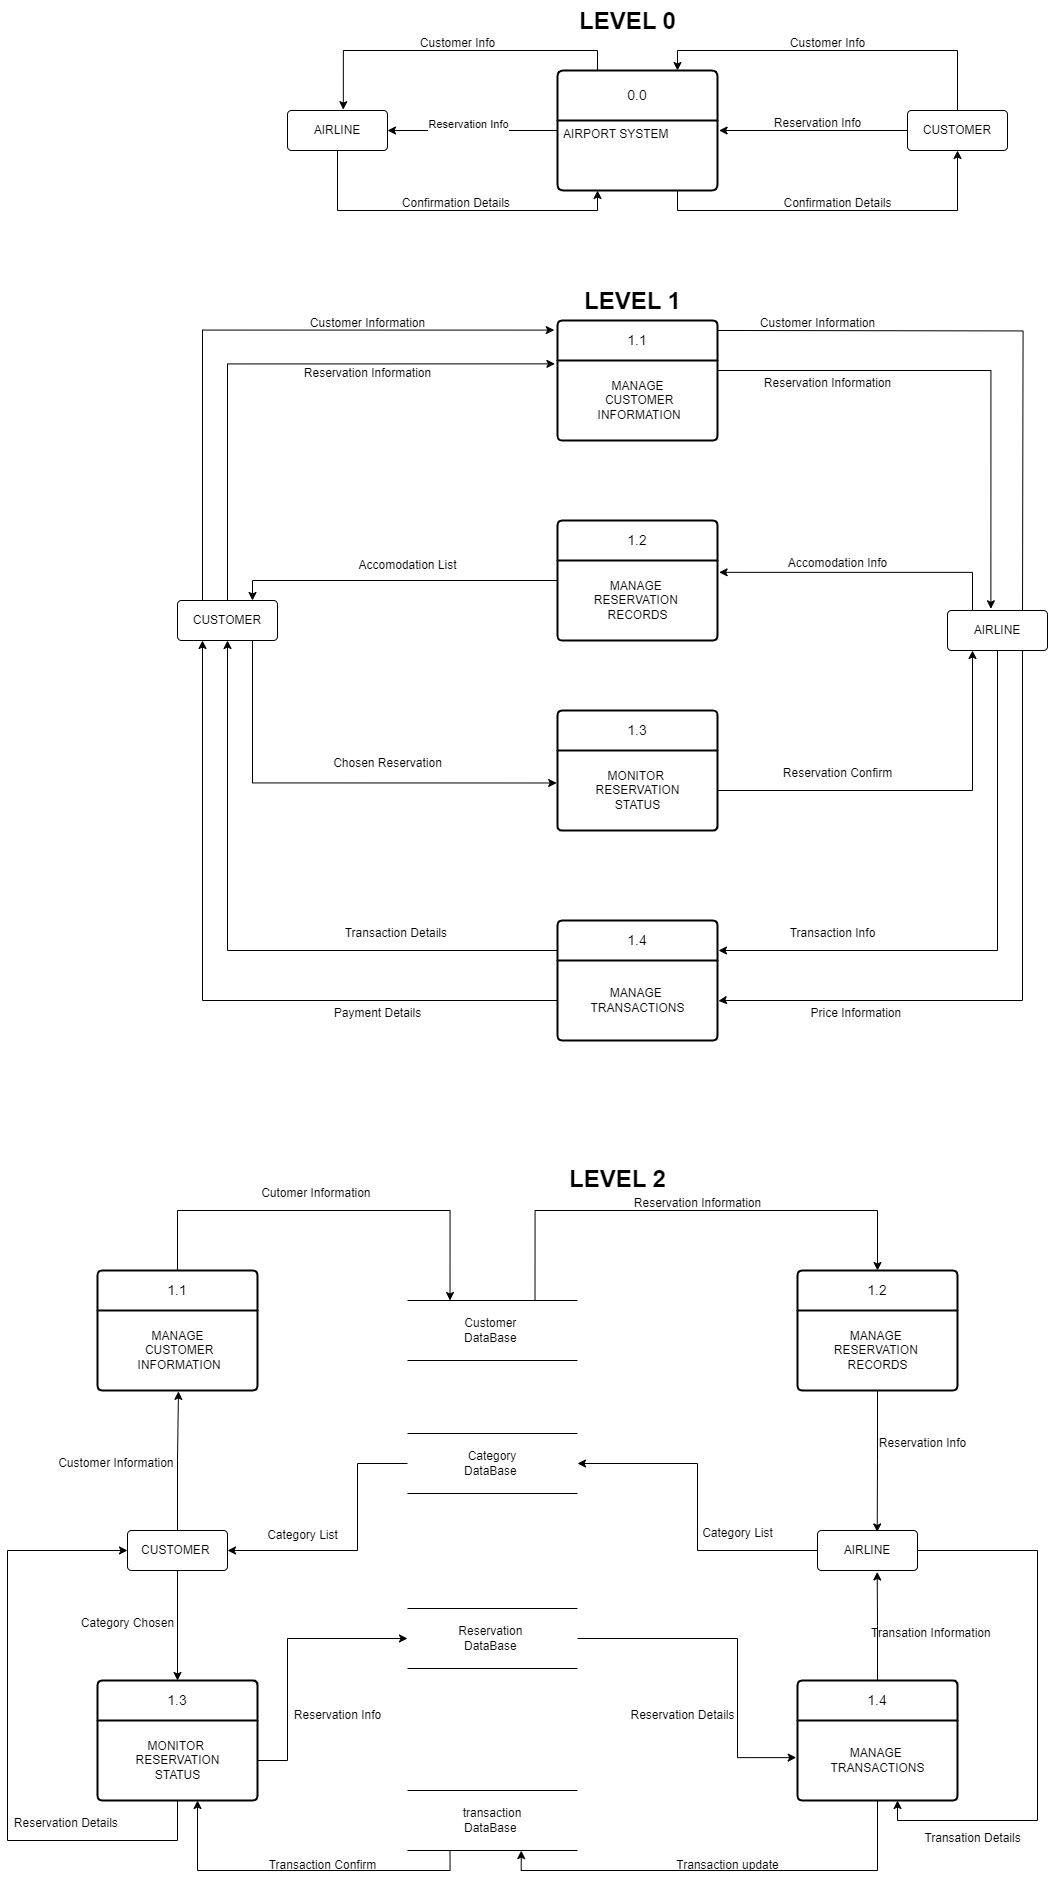 LEVEL 0
Customer Info
Customer Info
0.0
AIRLINE
Reservation Info
AIRPORT SYSTEM
Reservation Info
CUSTOMER
Confirmation Details
Confirmation Details
LEVEL 1
Customer Information
Customer Information
1.1
Reservation Information
Reservation Information
MANAGE
CUSTOMER
INFORMATION
1.2
Accomodation List
Accomodation Info
MANAGE
RESERVATION
RECORDS
CUSTOMER
AIRLINE
1.3
Chosen Reservation
Reservation Confirm
MONITOR
RESERVATION
STATUS
Transaction Details
1.4
Transaction Info
MANAGE
TRANSACTIONS
Payment Details
Price Information
LEVEL 2
Cutomer Information
Reservation Information
1.1
1.2
MANAGE
CUSTOMER
INFORMATION
Customer
DataBase
MANAGE
RESERVATION
RECORDS
Customer Information
Category
DataBase
Reservation Info
CUSTOMER
Category List
Category List
AIRLINE
Category Chosen
Reservation
DataBase
Transation Information
1.3
Reservation Info
Reservation Details
1.4
MONITOR
RESERVATION
STATUS
MANAGE
TRANSACTIONS
Reservation Details
transaction
DataBase
Transation Details
Transaction Confirm
Transaction update